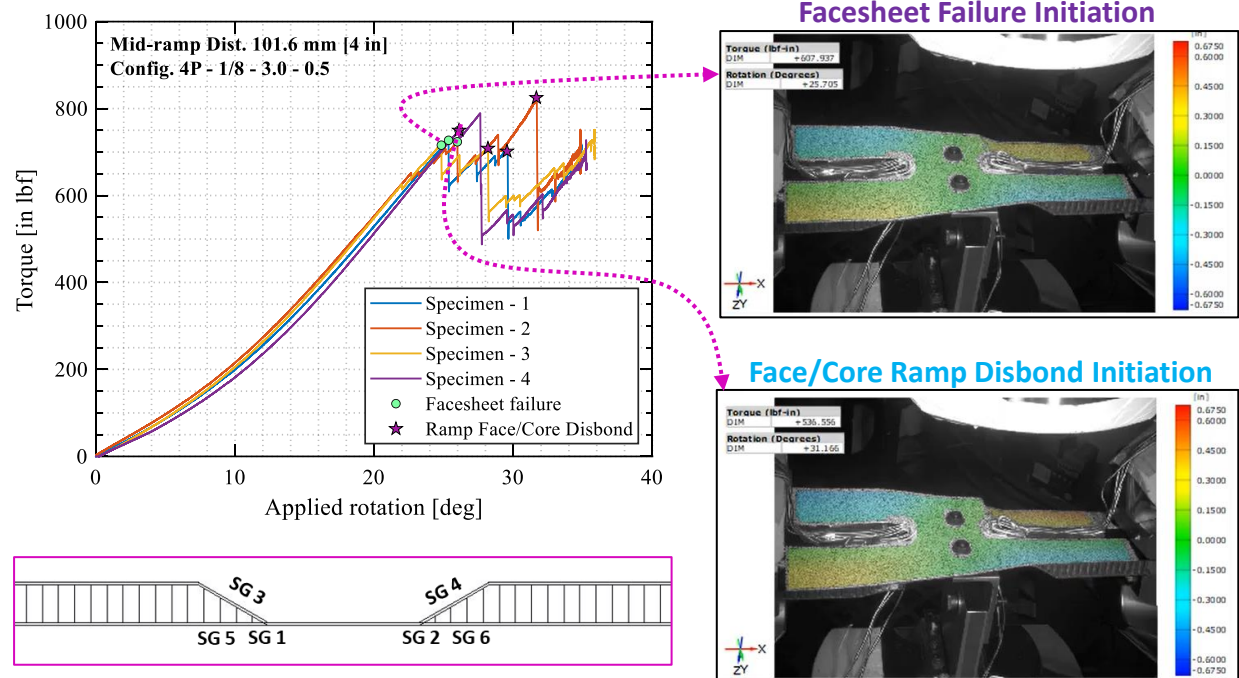 Facesheet Failure Initiation
1000
800
600
400
200
0
Torque [in lbf]
Mid-ramp Dist. 101.6 mm [4 in]
Config. 4P - 1/8 - 3.0 - 0.5
Specimen - 1
Specimen - 2
Specimen - 3
Specimen - 4
Facesheet failure
Ramp Face/Core Disbond
0 10 20 30 40
Applied rotation [deg]
Torque (lbf-in)
DIM +607.937
Rotation (Degrees)
DIM +25.705
X
ZY
[in]
0.6750
0.6000
0.4500
0.3000
0.1500
0.0000
-0.1500
-0.3000
-0.4500
-0.6000
-0.6750
Face/Core Ramp Disbond Initiation
Torque (lbf-in)
DIM +536.556
Rotation (Degrees)
DIM +31.166
X
ZY
[in]
0.6750
0.6000
0.4500
0.3000
0.1500
0.0000
-0.1500
-0.3000
-0.4500
-0.6000
-0.6750
SG 3
SG 4
SG 5 SG 1
SG 2 SG 6